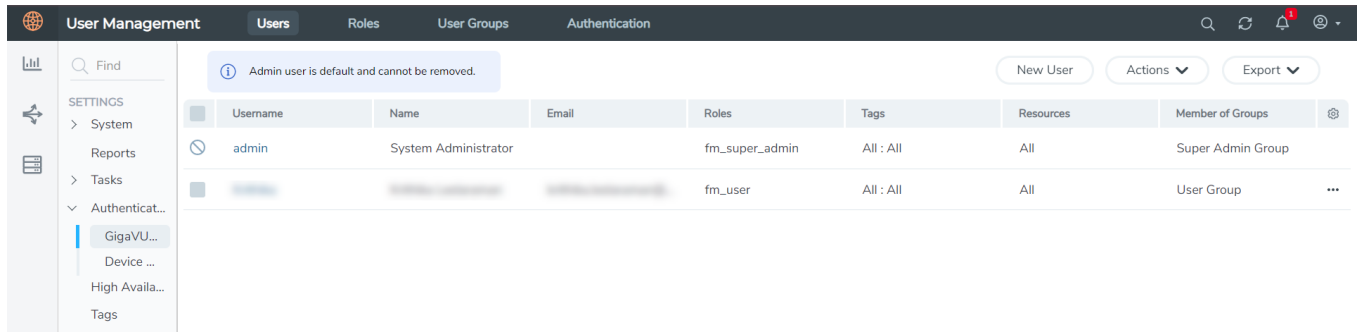 User Management Users Roles User Groups Authentication 1
Find
Admin user is default and cannot be removed. New User Actions Export
SETTINGS
System
Reports
Tasks
Authenticat...
GigaVU...
Device ...
High Availa...
Tags
Username Name Email Roles Tags Resources Member of Groups
admin System Administrator fm_super_admin All : All All Super Admin Group
fm_user All : All All User Group